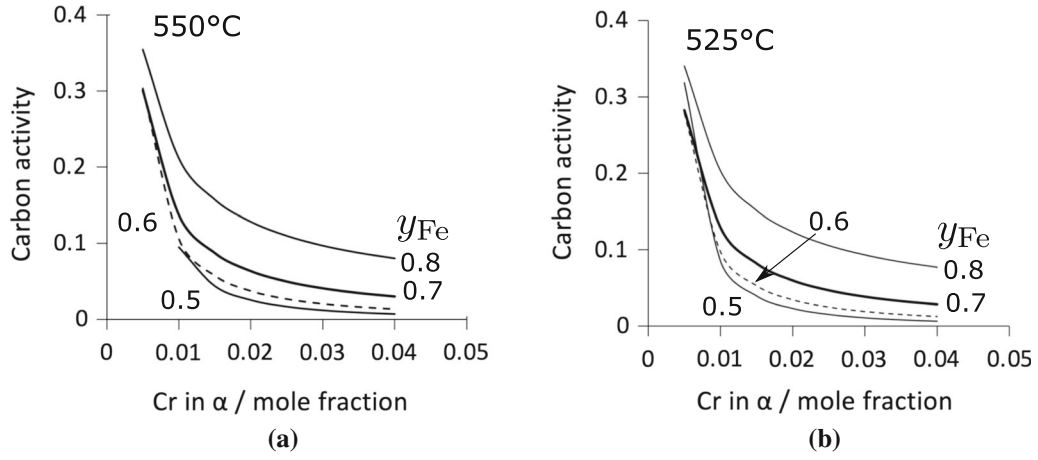 0.4
550°C
0.3
Carbon activity
0.2
0.6
0.1
y_Fe
0.8
0.7
0.5
0
0 0.01 0.02 0.03 0.04 0.05
Cr in α / mole fraction
(a)
0.4
525°C
0.3
Carbon activity
0.2
0.6
0.1
y_Fe
0.8
0.7
0.5
0
0 0.01 0.02 0.03 0.04 0.05
Cr in α / mole fraction
(b)